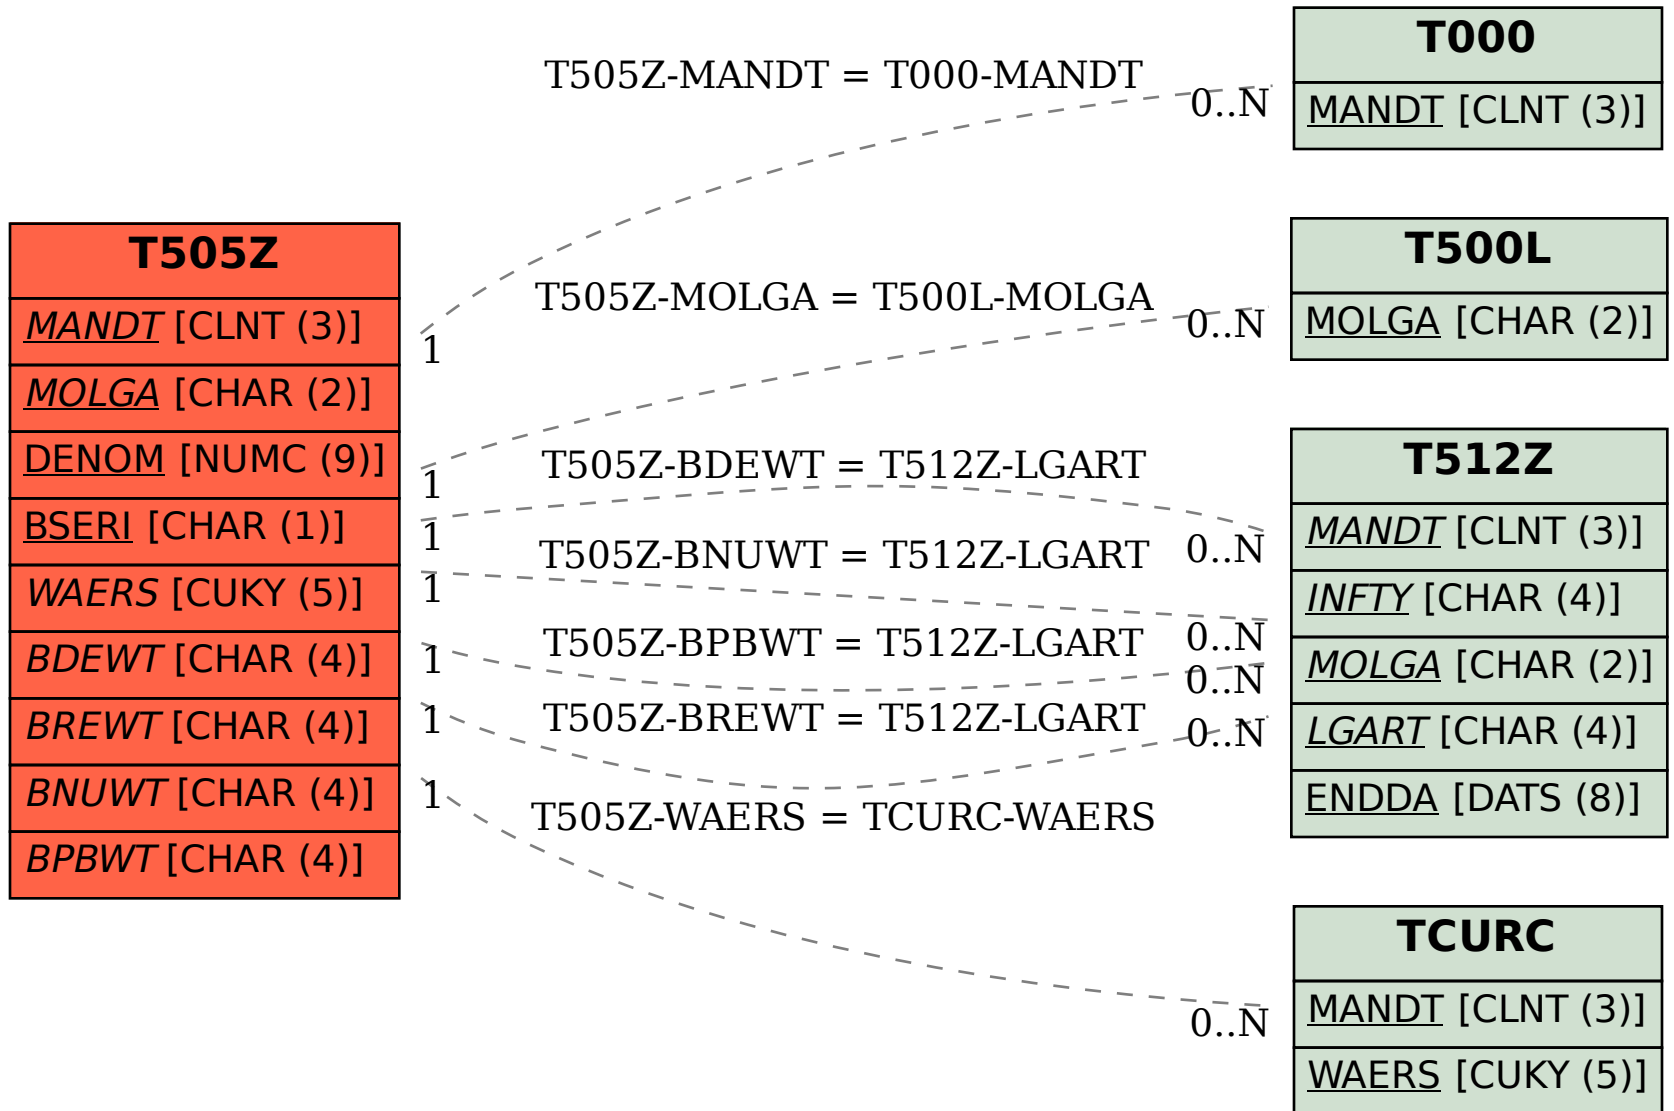 T505Z
MANDT [CLNT (3)]
MOLGA [CHAR (2)]
DENOM [NUMC (9)]
BSERI [CHAR (1)]
WAERS [CUKY (5)]
BDEWT [CHAR (4)]
BREWT [CHAR (4)]
BNUWT [CHAR (4)]
BPBWT [CHAR (4)]
T505Z-MANDT = T000-MANDT
0..N
1
T505Z-MOLGA = T500L-MOLGA
0..N
1
T505Z-BDEWT = T512Z-LGART
0..N
1
T505Z-BNUWT = T512Z-LGART
0..N
1
T505Z-BPBWT = T512Z-LGART
0..N
1
T505Z-BREWT = T512Z-LGART
0..N
1
T505Z-WAERS = TCURC-WAERS
0..N
1
T000
MANDT [CLNT (3)]
T500L
MOLGA [CHAR (2)]
T512Z
MANDT [CLNT (3)]
INFTY [CHAR (4)]
MOLGA [CHAR (2)]
LGART [CHAR (4)]
ENDDA [DATS (8)]
TCURC
MANDT [CLNT (3)]
WAERS [CUKY (5)]